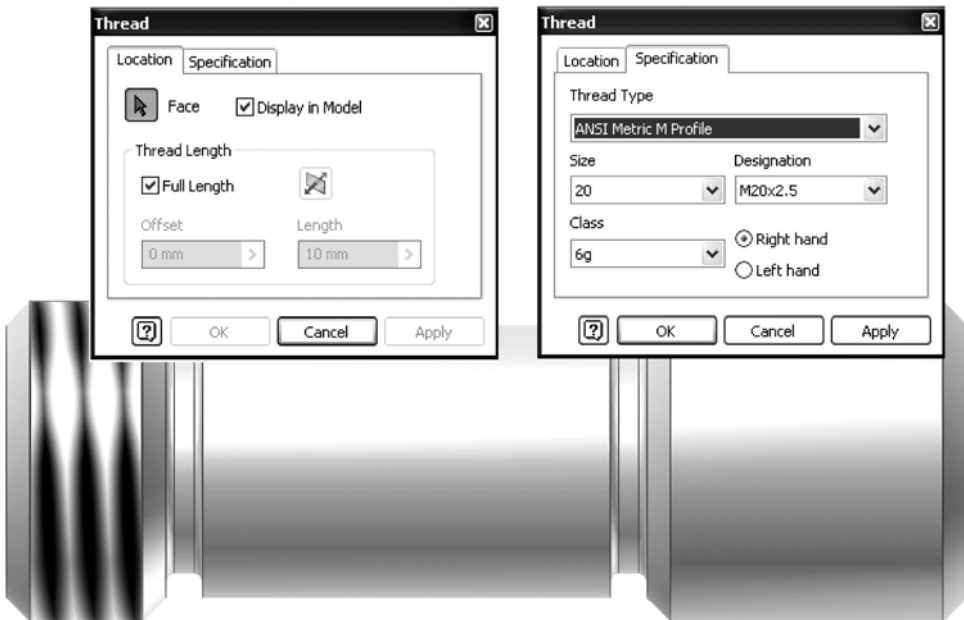 Thread
Location Specification
Face Display in Model
Thread Length
Full Length
Offset Length
0 mm 10 mm
? OK Cancel Apply
Thread
Location Specification
Thread Type
ANSI Metric M Profile
Size Designation
20 M20x2.5
Class
6g
Right hand
Left hand
? OK Cancel Apply